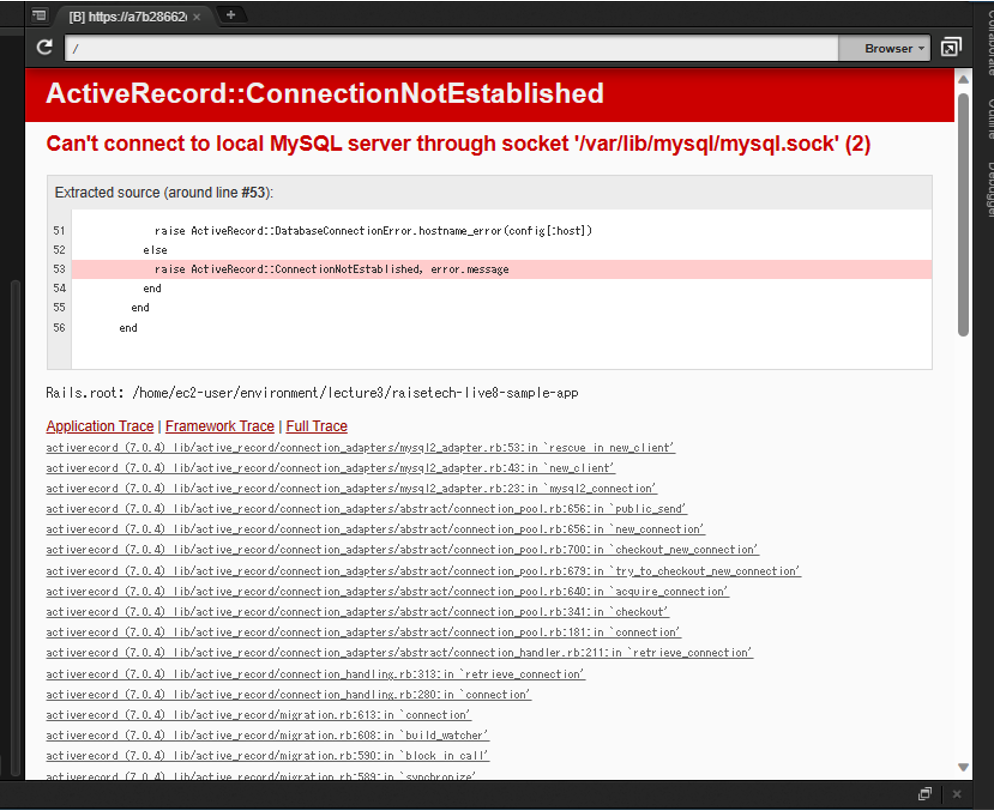 [B] https://a7b28662
/
Browser
ActiveRecord::ConnectionNotEstablished
Can't connect to local MySQL server through socket '/var/lib/mysql/mysql.sock' (2)
Extracted source (around line #53):
51 raise ActiveRecord::DatabaseConnectionError.hostname_error(config[:host])
52 else
53 raise ActiveRecord::ConnectionNotEstablished, error.message
54 end
55 end
56 end
Rails.root: /home/ec2-user/environment/lecture3/raisetech-live8-sample-app
Application Trace | Framework Trace | Full Trace
activerecord (7.0.4) lib/active_record/connection_adapters/mysql2_adapter.rb:53:in `rescue in new_client'
activerecord (7.0.4) lib/active_record/connection_adapters/mysql2_adapter.rb:43:in `new_client'
activerecord (7.0.4) lib/active_record/connection_adapters/mysql2_adapter.rb:23:in `mysql2_connection'
activerecord (7.0.4) lib/active_record/connection_adapters/abstract/connection_pool.rb:656:in `public_send'
activerecord (7.0.4) lib/active_record/connection_adapters/abstract/connection_pool.rb:656:in `new_connection'
activerecord (7.0.4) lib/active_record/connection_adapters/abstract/connection_pool.rb:700:in `checkout_new_connection'
activerecord (7.0.4) lib/active_record/connection_adapters/abstract/connection_pool.rb:679:in `try_to_checkout_new_connection'
activerecord (7.0.4) lib/active_record/connection_adapters/abstract/connection_pool.rb:640:in `acquire_connection'
activerecord (7.0.4) lib/active_record/connection_adapters/abstract/connection_pool.rb:341:in `checkout'
activerecord (7.0.4) lib/active_record/connection_adapters/abstract/connection_pool.rb:181:in `connection'
activerecord (7.0.4) lib/active_record/connection_adapters/abstract/connection_handler.rb:211:in `retrieve_connection'
activerecord (7.0.4) lib/active_record/connection_handling.rb:313:in `retrieve_connection'
activerecord (7.0.4) lib/active_record/connection_handling.rb:280:in `connection'
activerecord (7.0.4) lib/active_record/migration.rb:613:in `connection'
activerecord (7.0.4) lib/active_record/migration.rb:608:in `build_watcher'
activerecord (7.0.4) lib/active_record/migration.rb:590:in `block in call'
activerecord (7.0.4) lib/active_record/migration.rb:589:in `synchronize'
Collaborate
Outline
Debugger